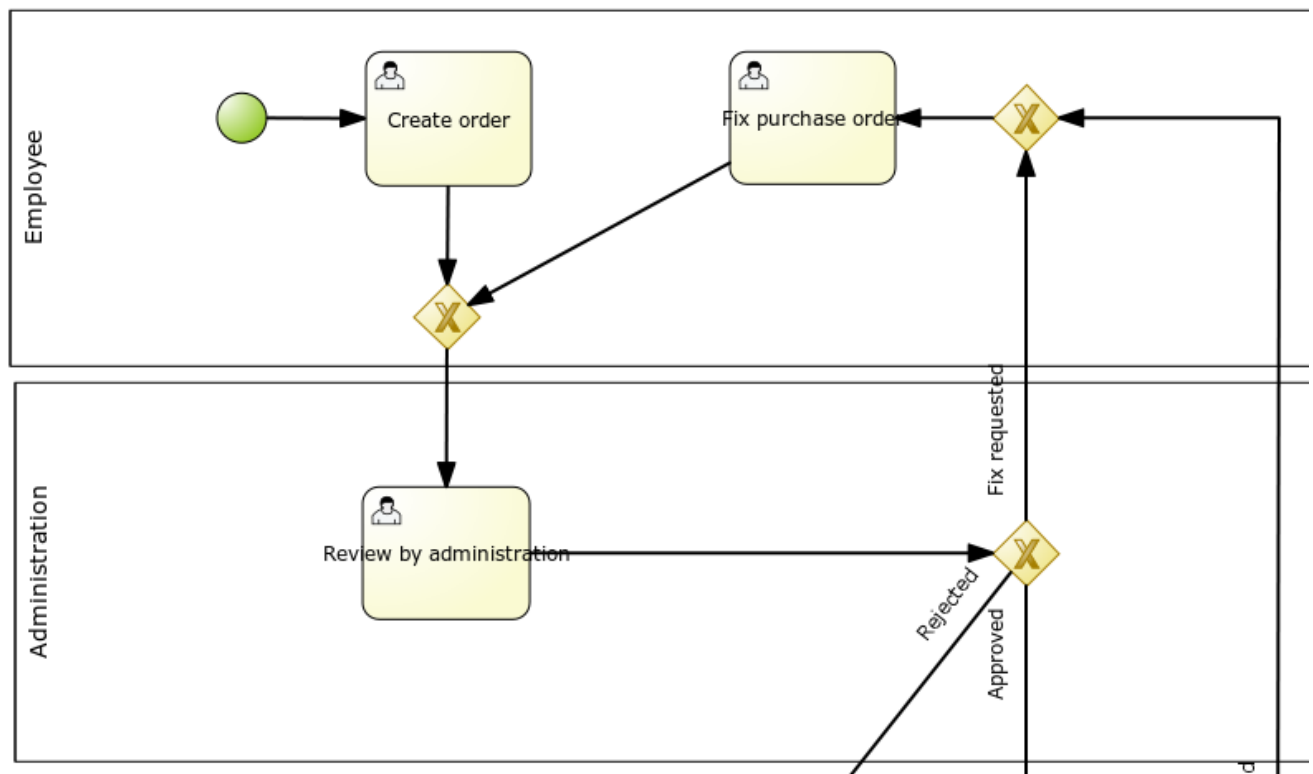 Employee
Create order
Fix purchase order
Administration
Fix requested
Review by administration
Rejected
Approved